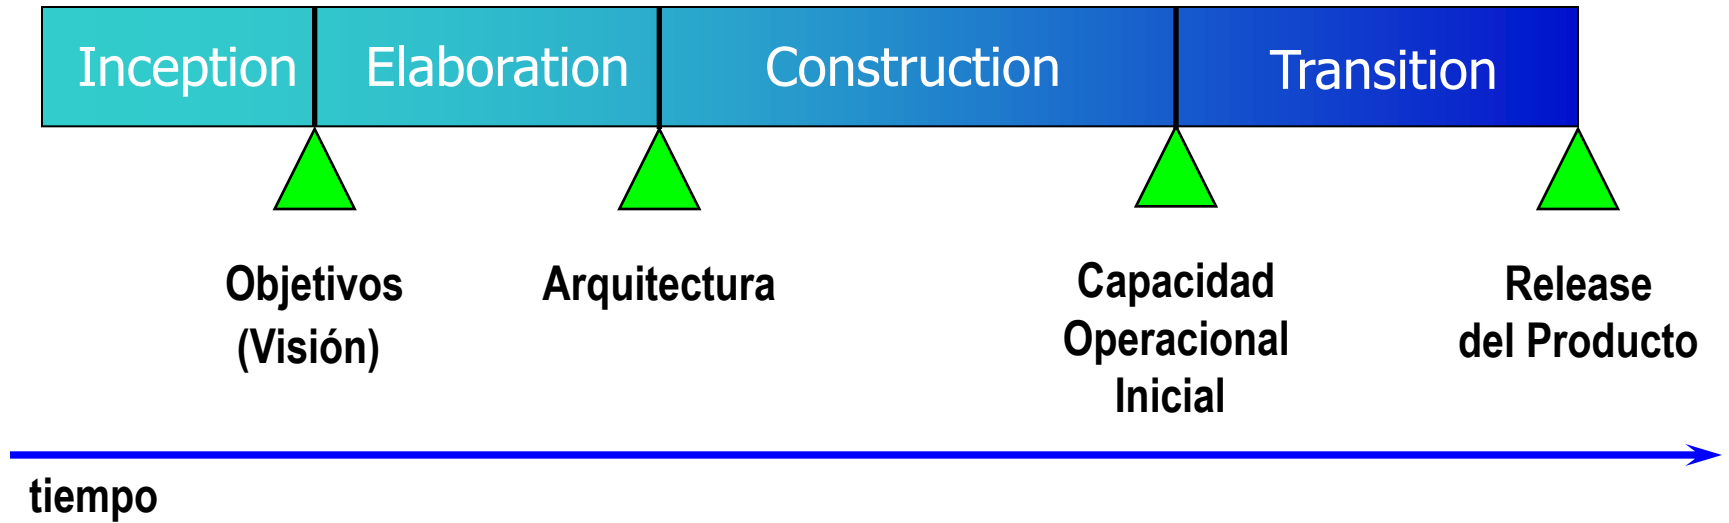 Inception Elaboration Construction Transition
Objetivos
(Visión)
Arquitectura
Capacidad
Operacional
Inicial
Release
del Producto
tiempo